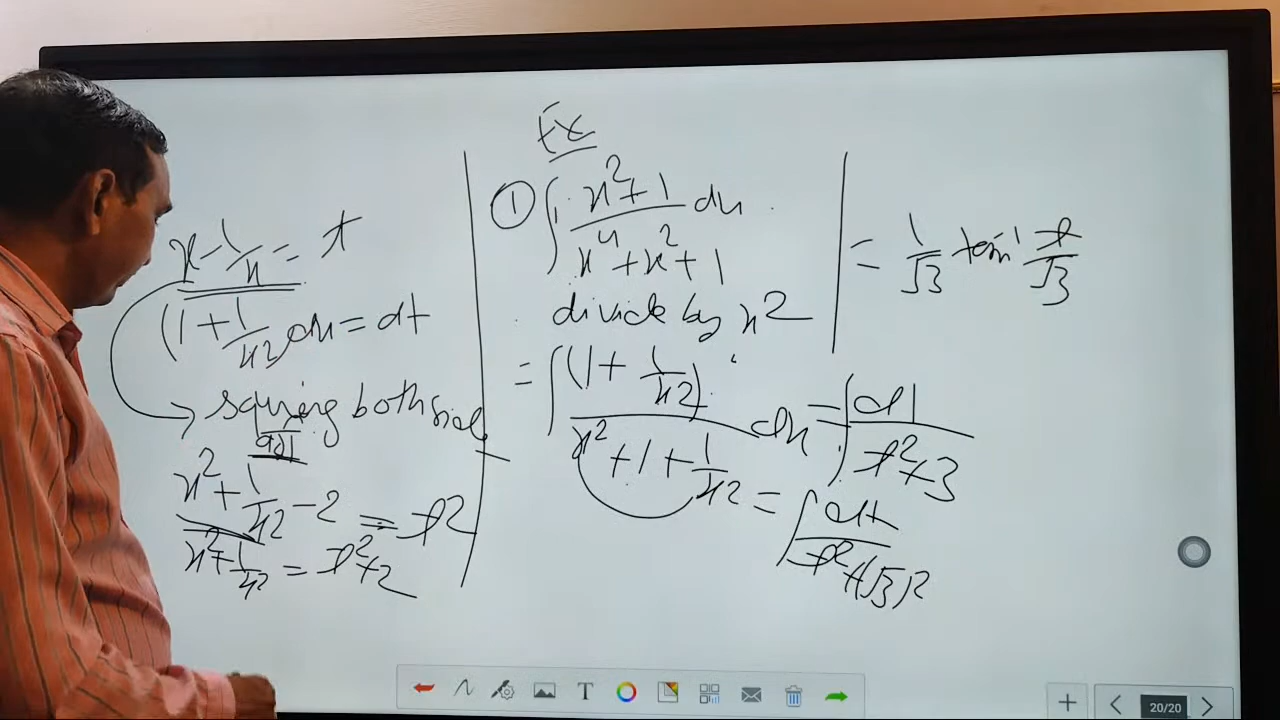 x - 1/x = t
(1 + 1/x2 dx = dt
squring both side
x2 + 1/x2 - 2 = t2
x2 + 1/x2 = t2+2
Ex
① ∫ x2+1 / x4+x2+1 dx
divide by x2
= ∫ (1 + 1/x2) / x2 + 1 + 1/x2 dx = ∫ dt / t2+3
= ∫ dt / t2+(√3)2
= 1/√3 tan-1 t/√3
T
20/20